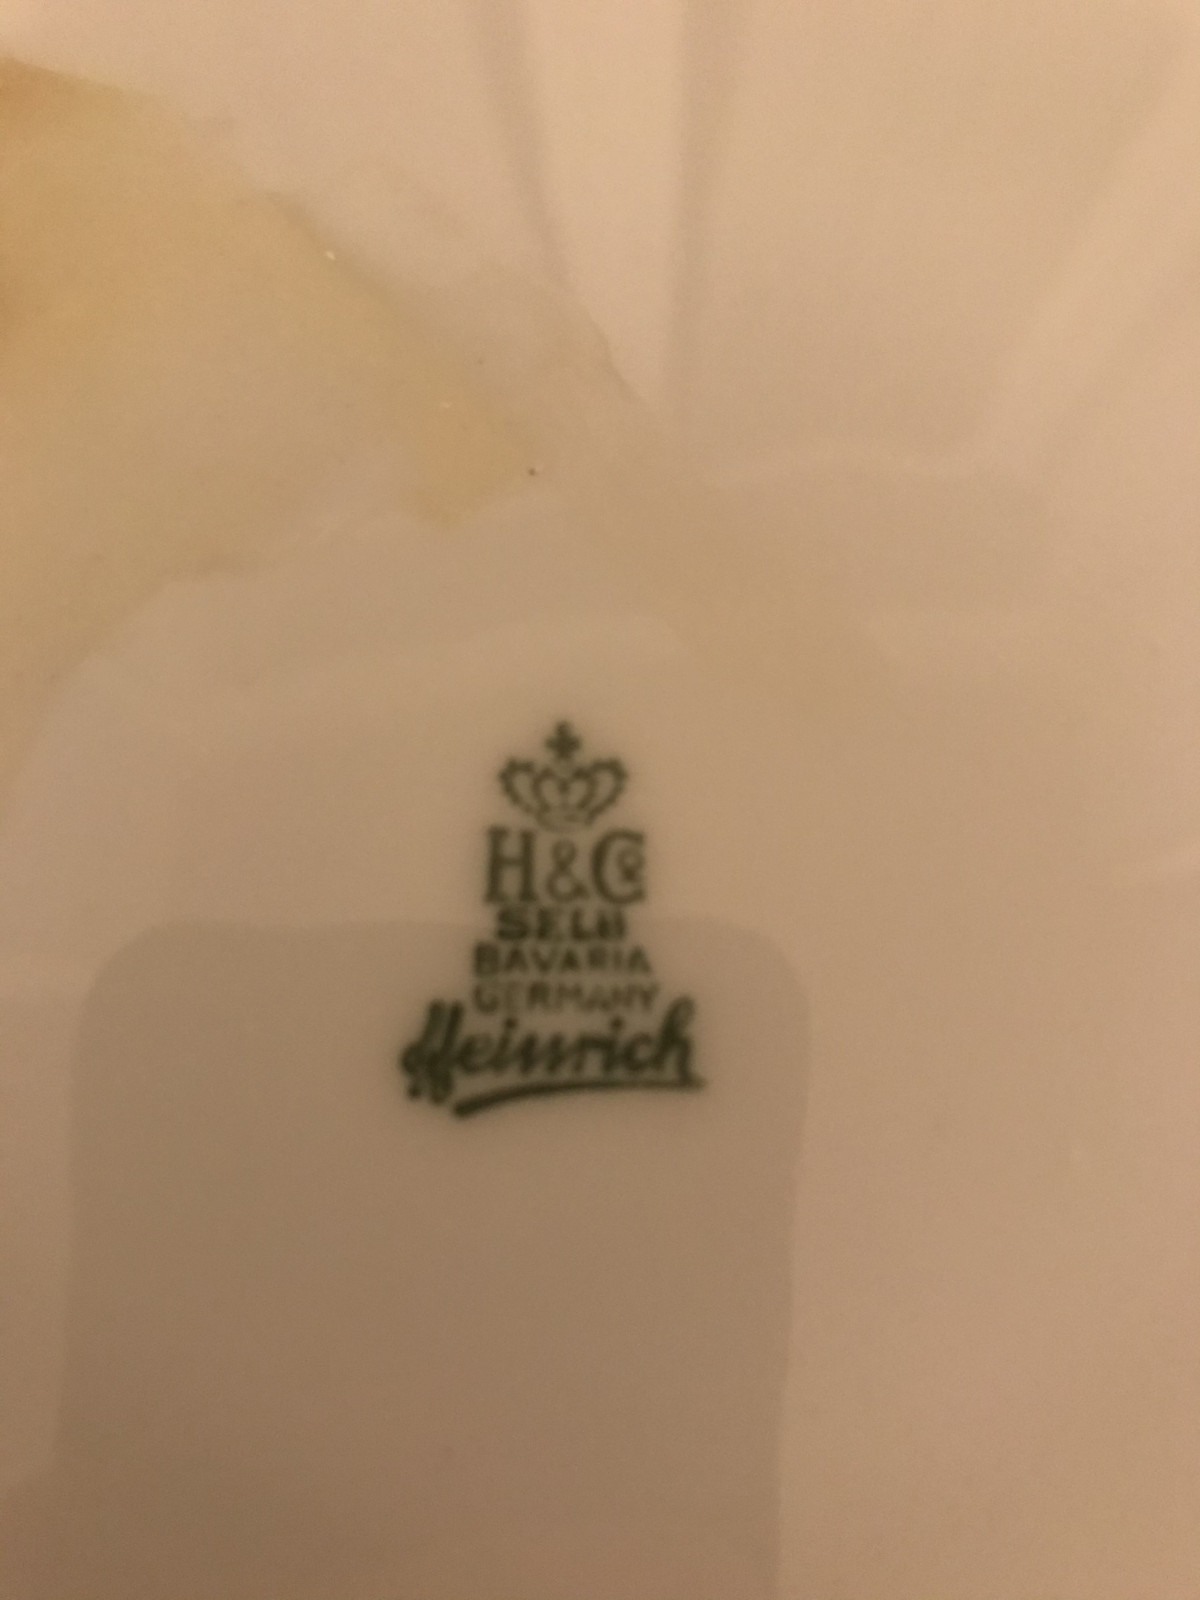 H&Co
SELB
BAVARIA
GERMANY
Heinrich